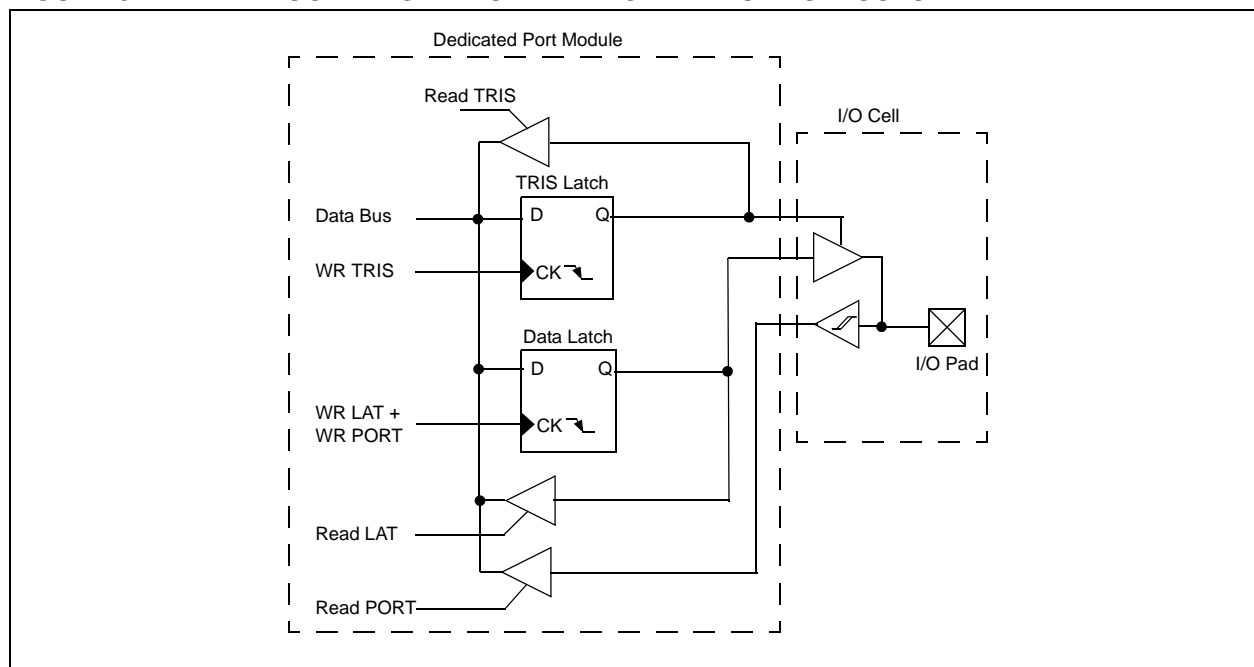 Dedicated Port Module
Read TRIS
I/O Cell
TRIS Latch
Data Bus
D
Q
WR TRIS
CK
Data Latch
I/O Pad
D
Q
WR LAT +
WR PORT
CK
Read LAT
Read PORT